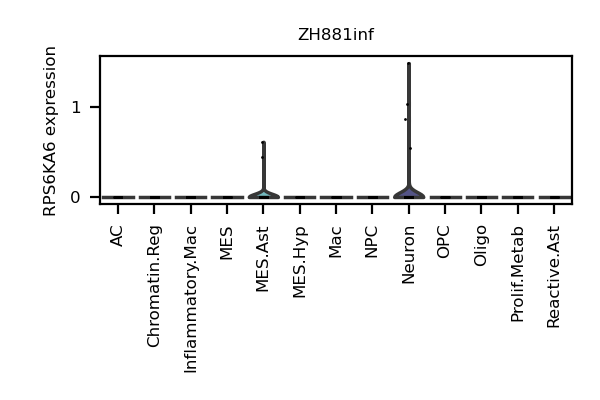 ZH881inf
RPS6KA6 expression
1
0
AC
Chromatin.Reg
Inflammatory.Mac
MES
MES.Ast
MES.Hyp
Mac
NPC
Neuron
OPC
Oligo
Prolif.Metab
Reactive.Ast